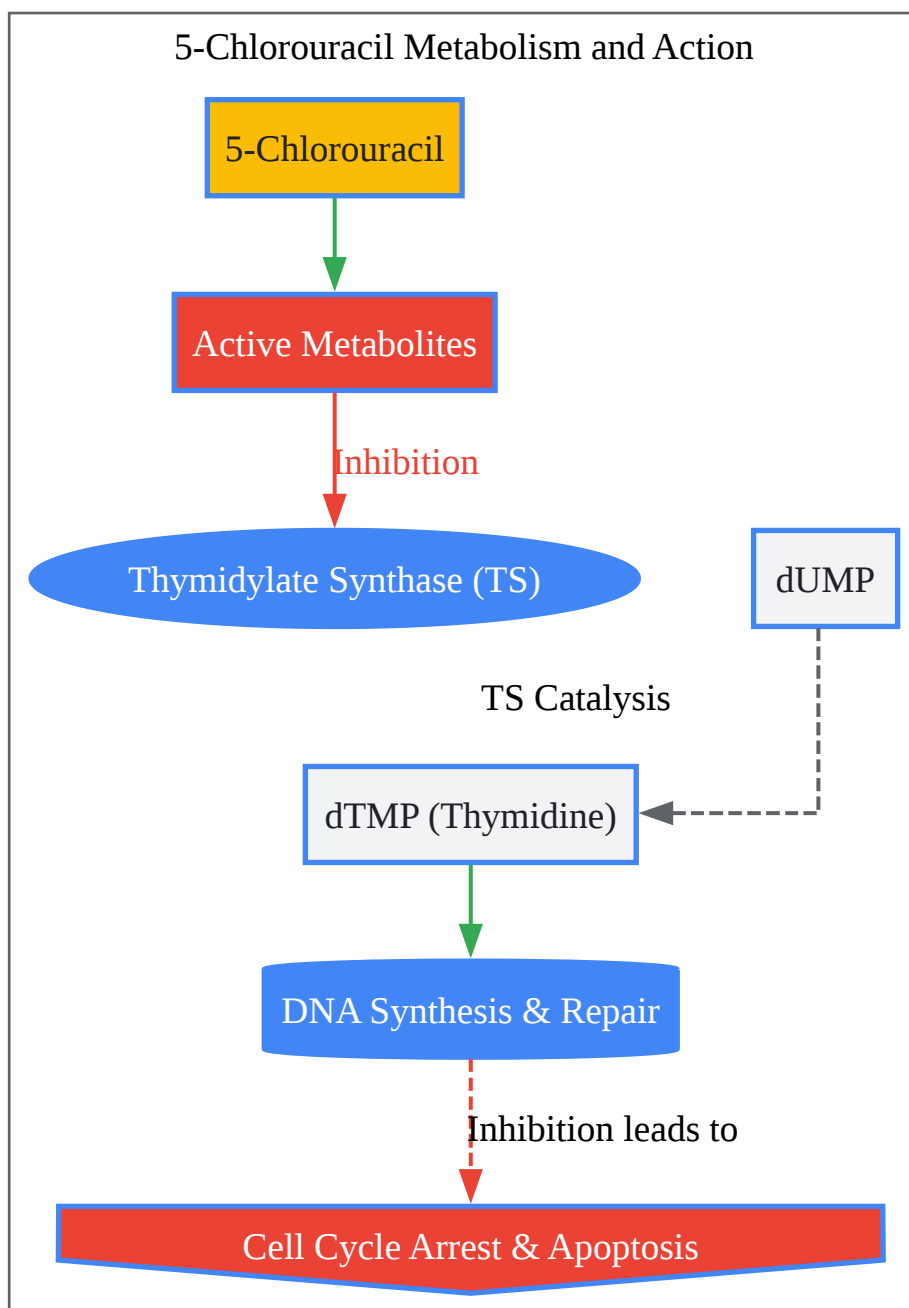 5-Chlorouracil Metabolism and Action
5-Chlorouracil
Active Metabolites
Inhibition
Thymidylate Synthase (TS)
dUMP
TS Catalysis
dTMP (Thymidine)
DNA Synthesis & Repair
Inhibition leads to
Cell Cycle Arrest & Apoptosis